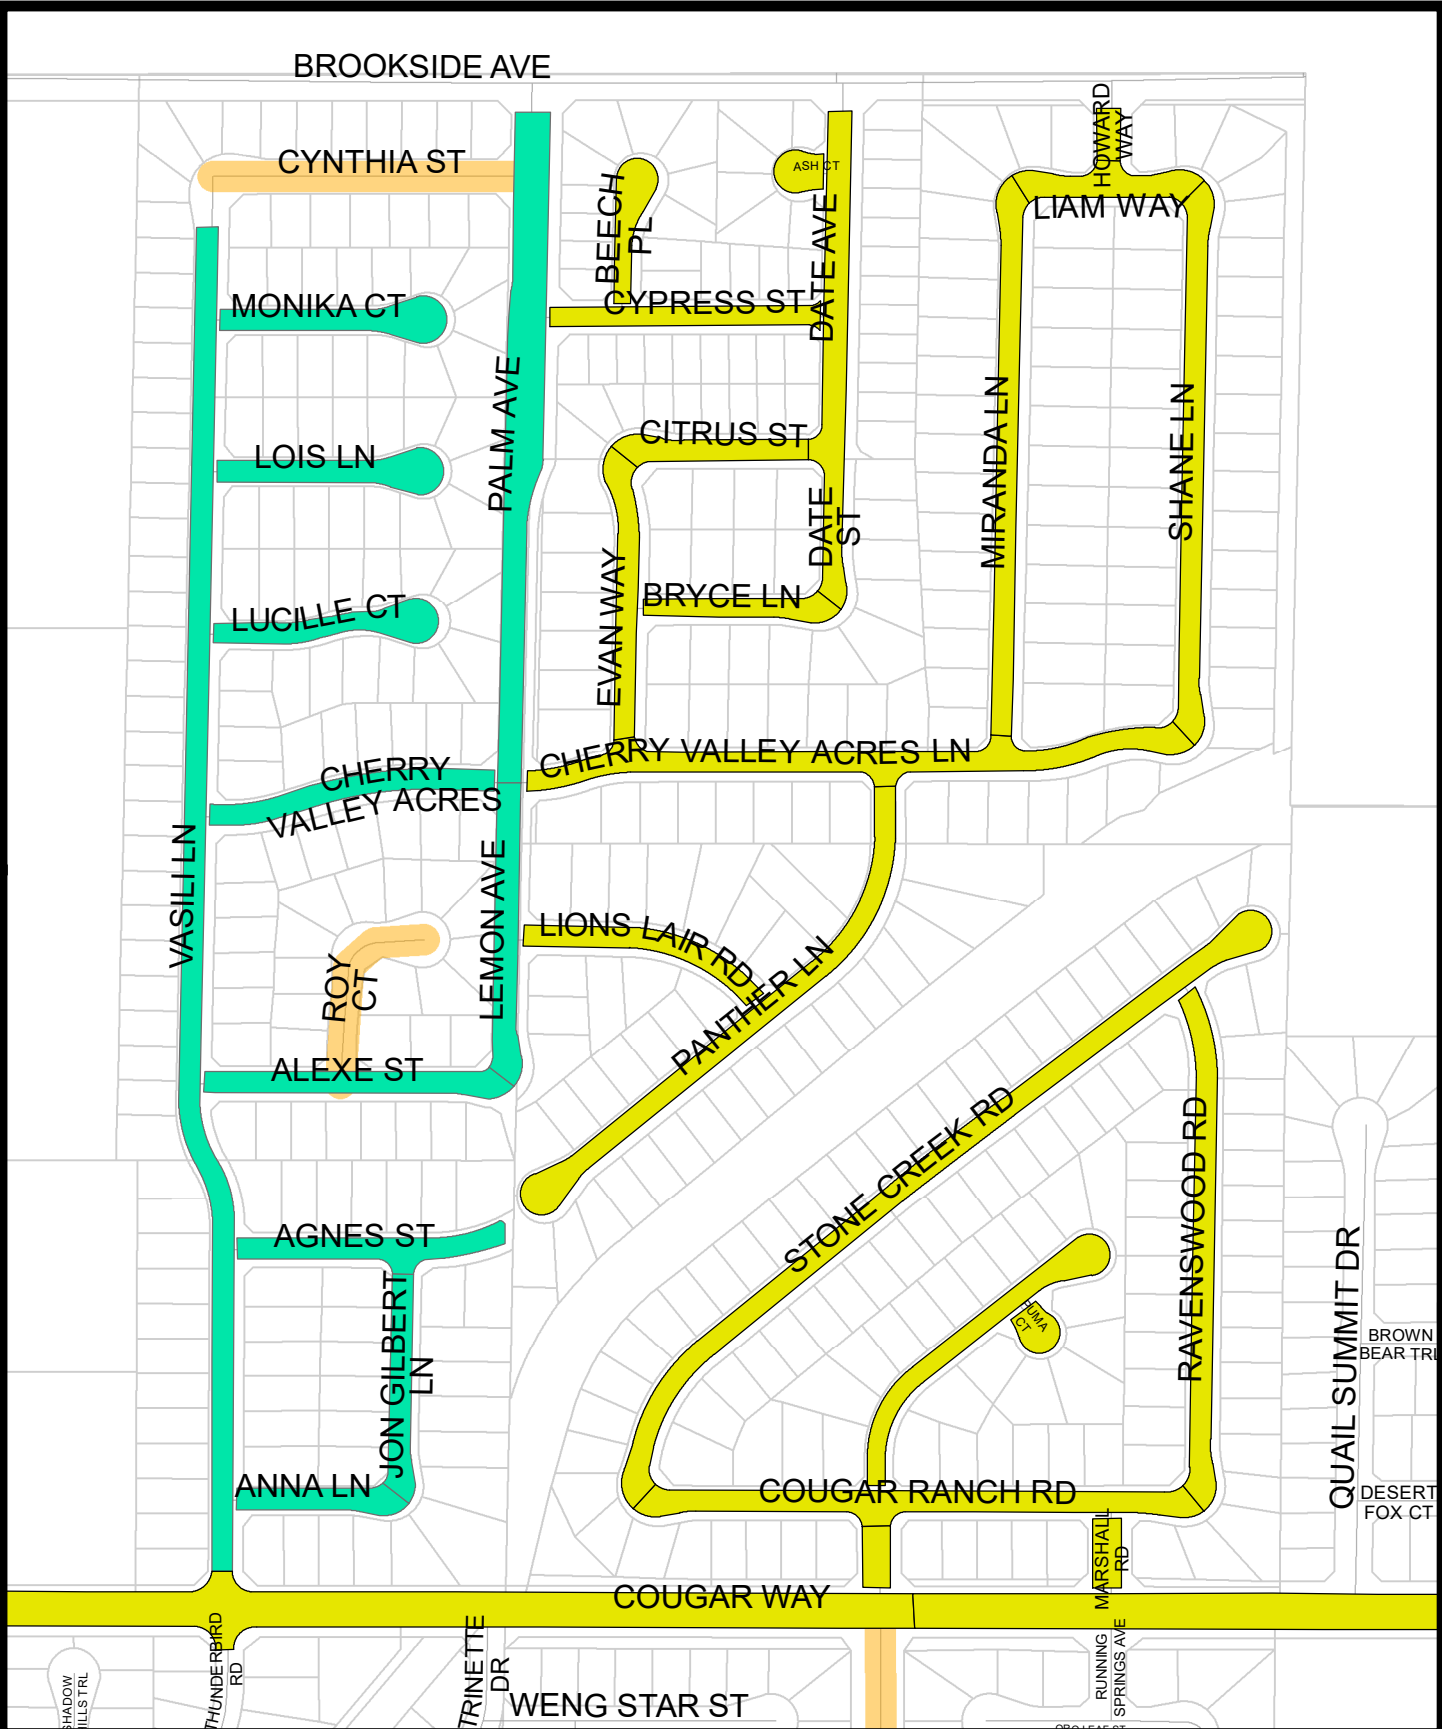 BROOKSIDE AVE
HOWARD
WAY
CYNTHIA ST
ASH CT
LIAM WAY
BEECH
PL
DATE AVE
MONIKA CT
CYPRESS ST
PALM AVE
MIRANDA LN
SHANE LN
LOIS LN
CITRUS ST
DATE
ST
LUCILLE CT
EVAN WAY
BRYCE LN
CHERRY
VALLEY ACRES
CHERRY VALLEY ACRES LN
VASILI LN
LEMON AVE
LIONS LAIR RD
PANTHER LN
ROY
CT
ALEXE ST
STONE CREEK RD
RAVENSWOOD RD
AGNES ST
JON GILBERT
LN
CT
QUAIL SUMMIT DR
BROWN
BEAR TRL
ANNA LN
COUGAR RANCH RD
DESERT
FOX CT
MARSHALL
RD
COUGAR WAY
THUNDERBIRD
RD
TRINETTE
DR
RUNNING
SPRINGS AVE
SHADOW
WENG STAR ST